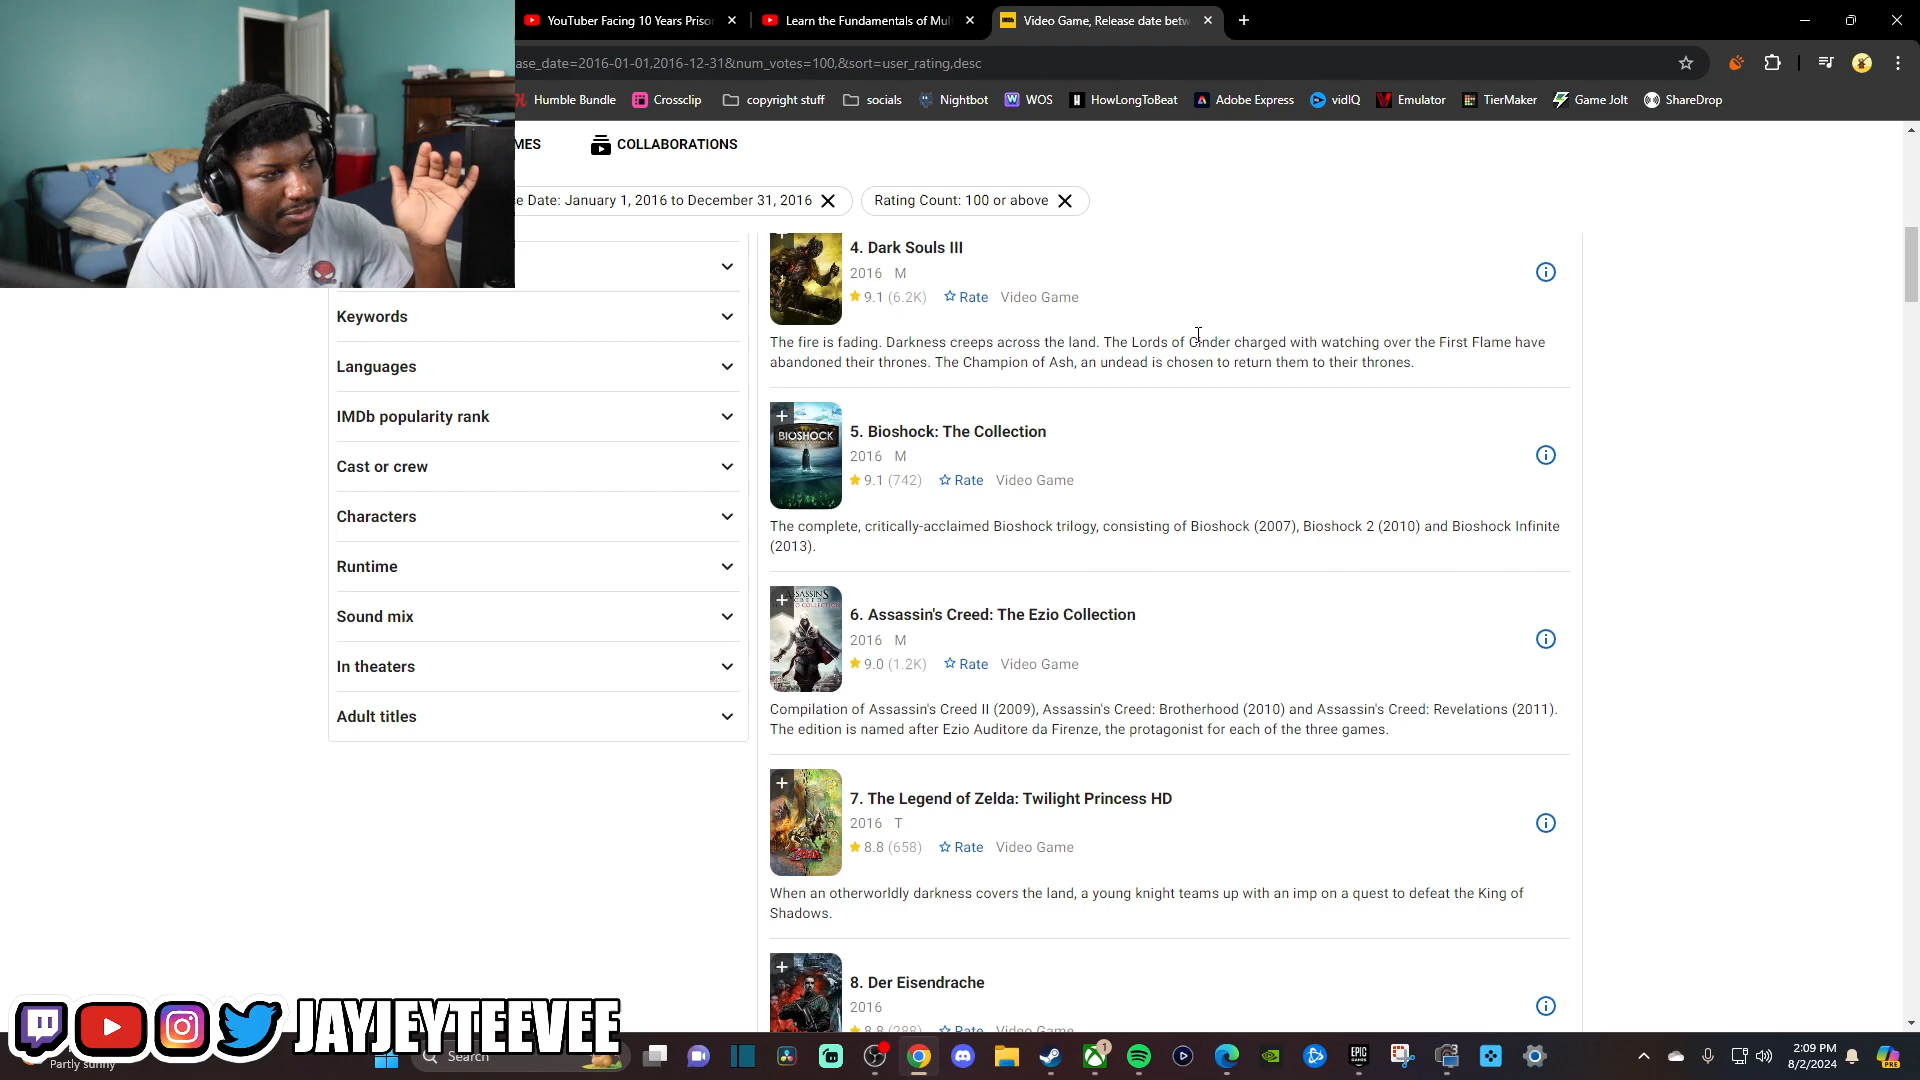 YouTuber Facing 10 Years Priso
Learn the Fundamentals of Mul
Video Game, Release date betw
ase_date=2016-01-01,2016-12-31&num_votes=100,&sort=user_rating,desc
Humble Bundle Crossclip copyright stuff socials Nightbot WOS HowLongToBeat Adobe Express vidIQ Emulator TierMaker Game Jolt ShareDrop
MES COLLABORATIONS
e Date: January 1, 2016 to December 31, 2016
Rating Count: 100 or above
Keywords
Languages
IMDb popularity rank
Cast or crew
Characters
Runtime
Sound mix
In theaters
Adult titles
4. Dark Souls III
2016 M
9.1 (6.2K) Rate Video Game
The fire is fading. Darkness creeps across the land. The Lords of Cinder charged with watching over the First Flame have
abandoned their thrones. The Champion of Ash, an undead is chosen to return them to their thrones.
BIOSHOCK
5. Bioshock: The Collection
2016 M
9.1 (742) Rate Video Game
The complete, critically-acclaimed Bioshock trilogy, consisting of Bioshock (2007), Bioshock 2 (2010) and Bioshock Infinite
(2013).
6. Assassin's Creed: The Ezio Collection
2016 M
9.0 (1.2K) Rate Video Game
Compilation of Assassin's Creed II (2009), Assassin's Creed: Brotherhood (2010) and Assassin's Creed: Revelations (2011).
The edition is named after Ezio Auditore da Firenze, the protagonist for each of the three games.
7. The Legend of Zelda: Twilight Princess HD
2016 T
8.8 (658) Rate Video Game
When an otherworldly darkness covers the land, a young knight teams up with an imp on a quest to defeat the King of
Shadows.
8. Der Eisendrache
2016
8.8 (288) Rate Video Game
JAYJEYTEEVEE
Partly sunny
Search
EPIC
1
PRE
2:09 PM
8/2/2024